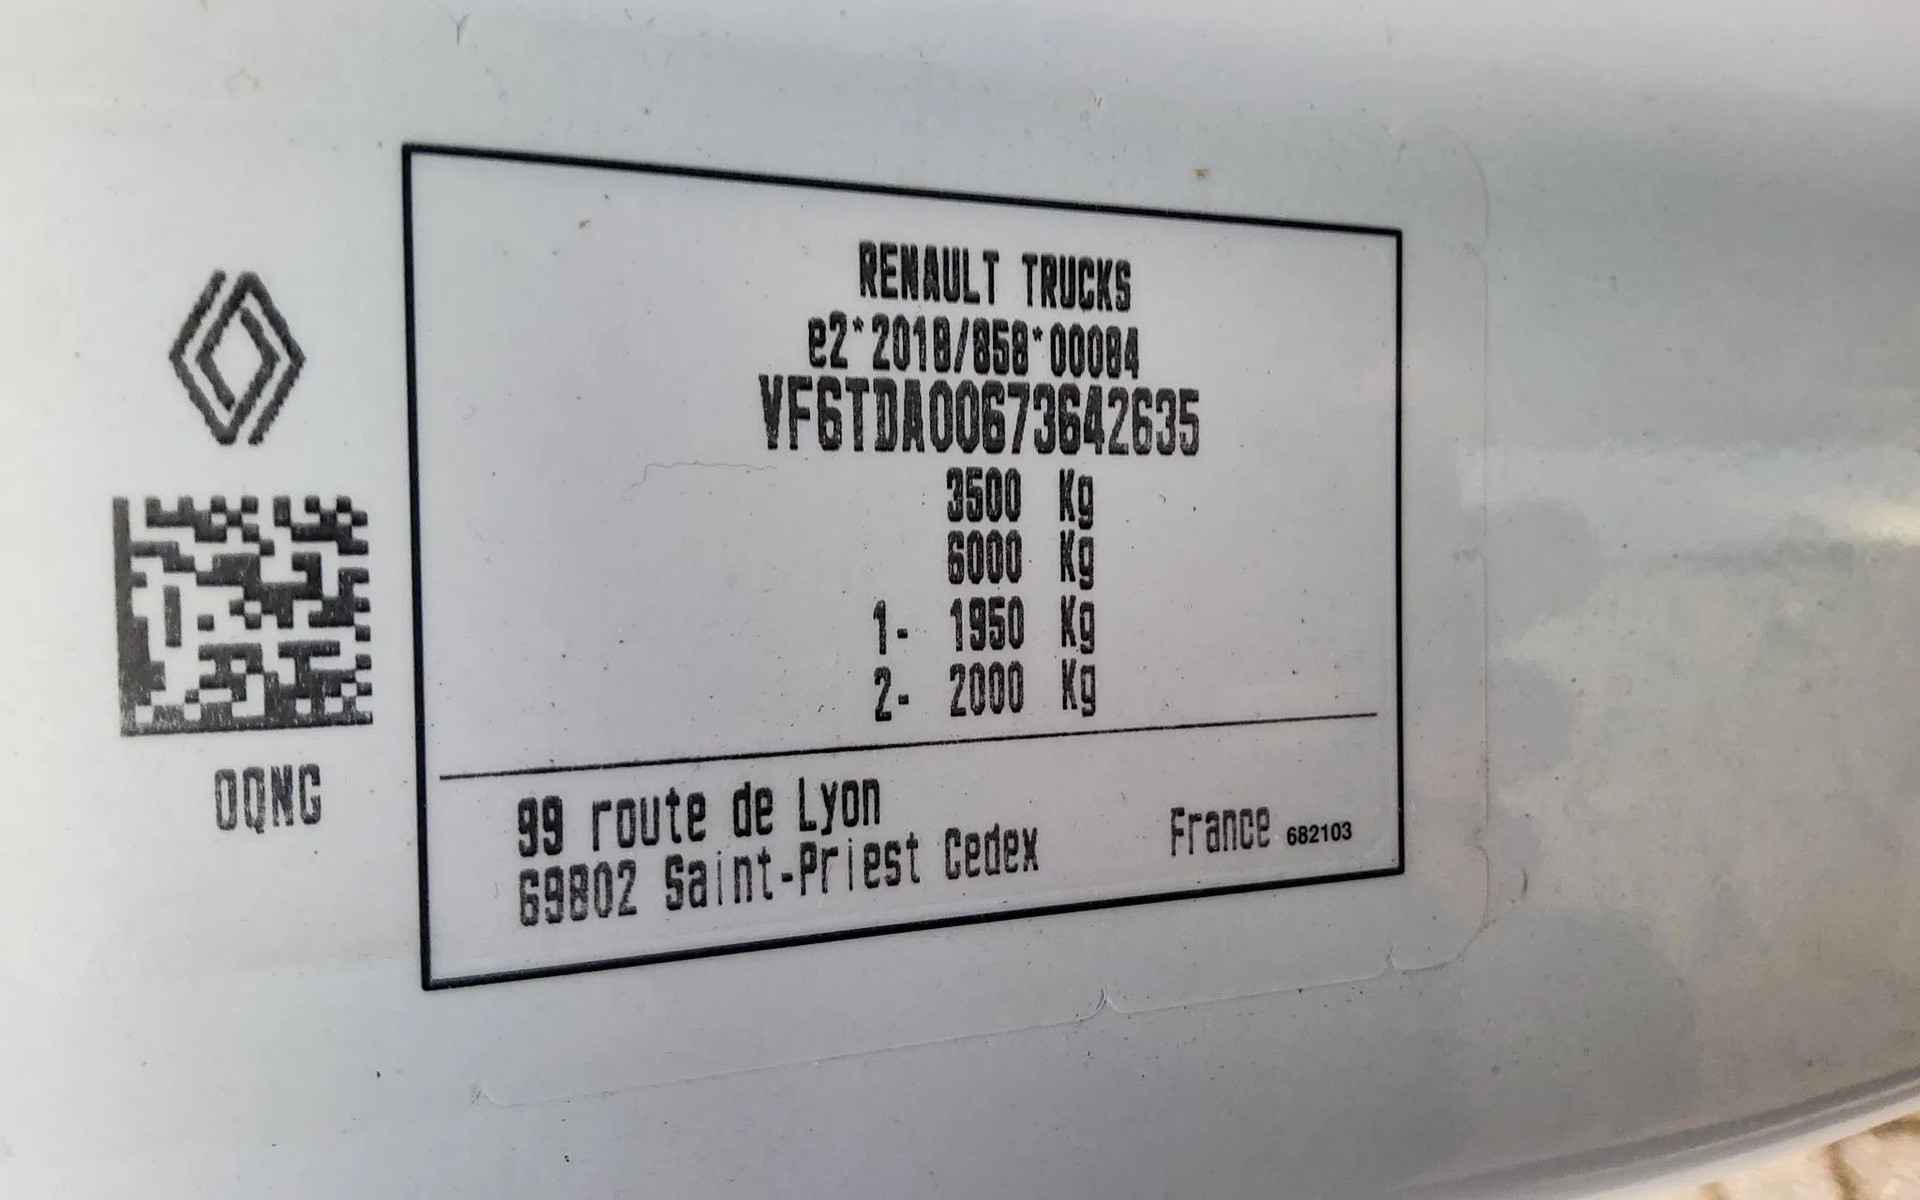 RENAULT TRUCKS
e2*2018/858*00084
VF6TDA00673642635
3500 Kg
6000 Kg
1- 1950 Kg
2- 2000 Kg
0QNG
99 route de Lyon
69802 Saint-Priest Cedex France 682103